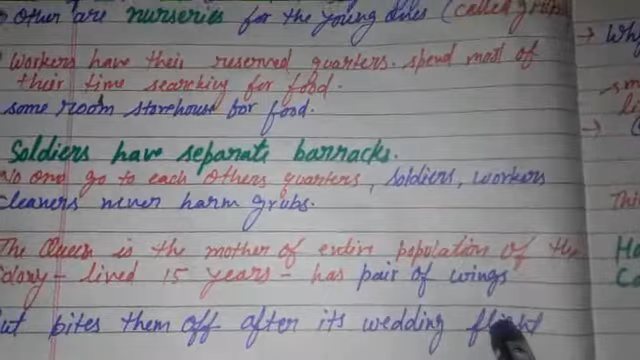 Other are nurseries for the young ones (called grubs
Workers have their reserved quarters. spend most of
their time searching for food.
some room storehouse for food.
Soldiers have separate barracks.
No one go to each others quarters, soldiers, workers
cleaners never harm grubs.
The Queen is the mother of entire population of the
colony - lived 15 years - has pair of wings
but bites them off after its wedding flight
→ Why
→